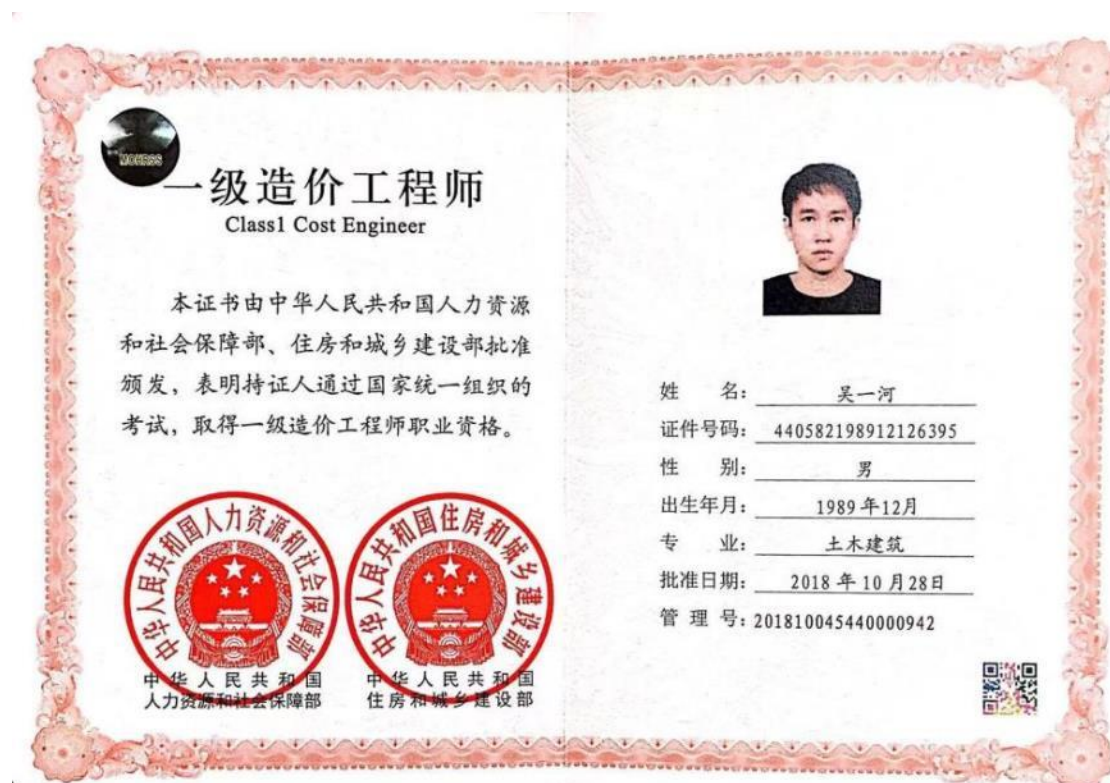 MOHRSS
一级造价工程师
Class1 Cost Engineer
本证书由中华人民共和国人力资源
和社会保障部、住房和城乡建设部批准
颁发，表明持证人通过国家统一组织的
考试，取得一级造价工程师职业资格。
中华人民共和国人力资源和社会保障部
中华人民共和国住房和城乡建设部
中华人民共和国
人力资源和社会保障部
中华人民共和国
住房和城乡建设部
姓名：吴一河
证件号码：440582198912126395
性别：男
出生年月：1989年12月
专业：土木建筑
批准日期：2018年10月28日
管理号：201810045440000942